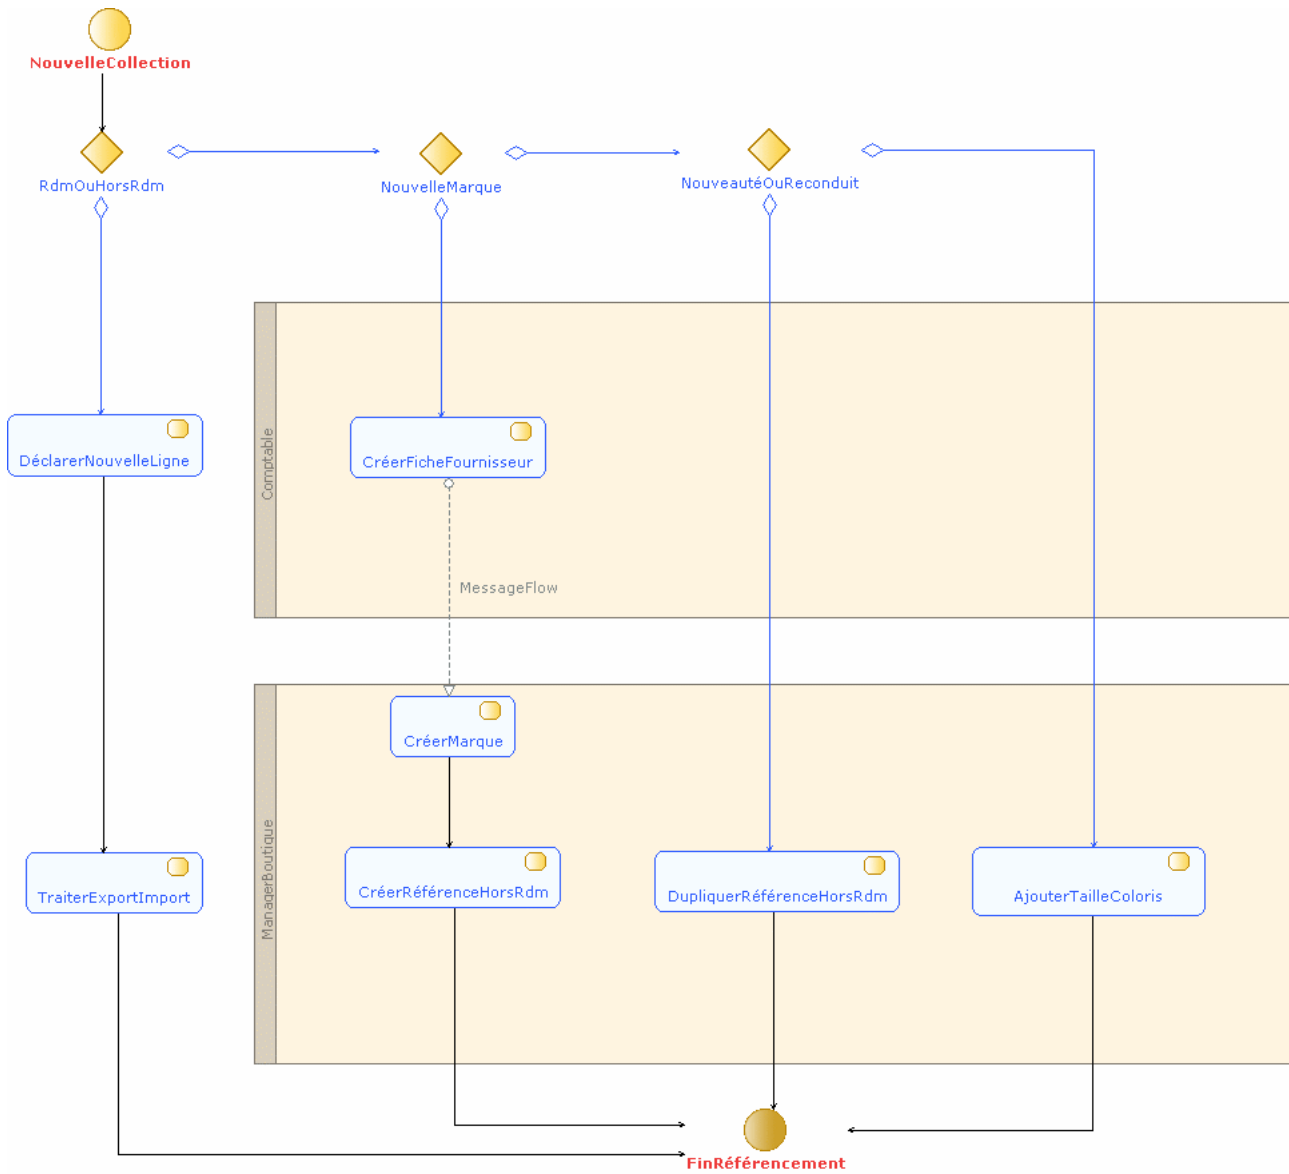 NouvelleCollection
RdmOuHorsRdm
NouvelleMarque
NouveautéOuReconduit
Comptable
DéclarerNouvelleLigne
CréerFicheFournisseur
MessageFlow
ManagerBoutique
CréerMarque
TraiterExportImport
CréerRéférenceHorsRdm
DupliquerRéférenceHorsRdm
AjouterTailleColoris
FinRéférencement